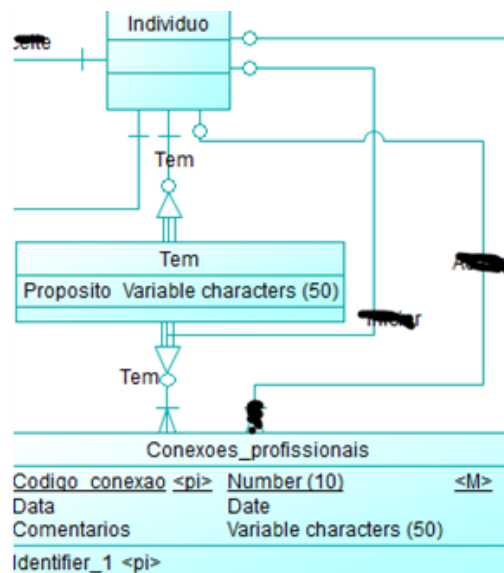 Individuo
Tem
Tem
Proposito Variable characters (50)
Tem
Conexoes_profissionais
Codigo_conexao <pi> Number (10) <M>
Data Date
Comentarios Variable characters (50)
Identifier_1 <pi>